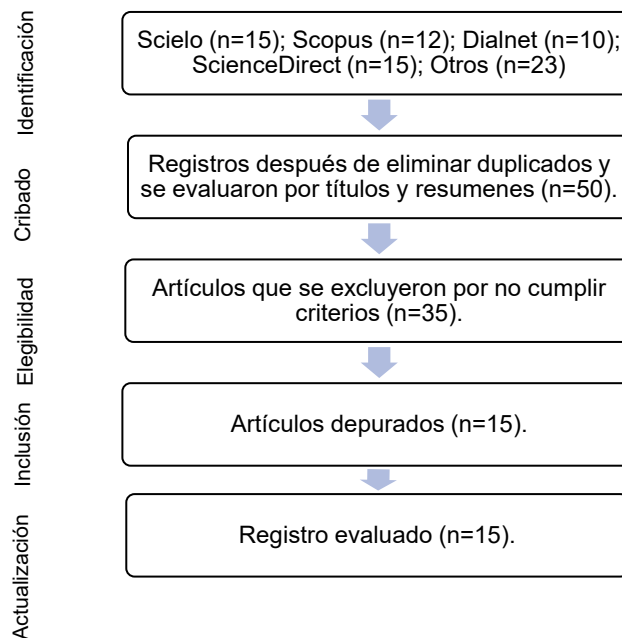 Identificación
Scielo (n=15); Scopus (n=12); Dialnet (n=10);
ScienceDirect (n=15); Otros (n=23)
Cribado
Registros después de eliminar duplicados y
se evaluaron por títulos y resumenes (n=50).
Elegibilidad
Artículos que se excluyeron por no cumplir
criterios (n=35).
Inclusión
Artículos depurados (n=15).
Actualización
Registro evaluado (n=15).